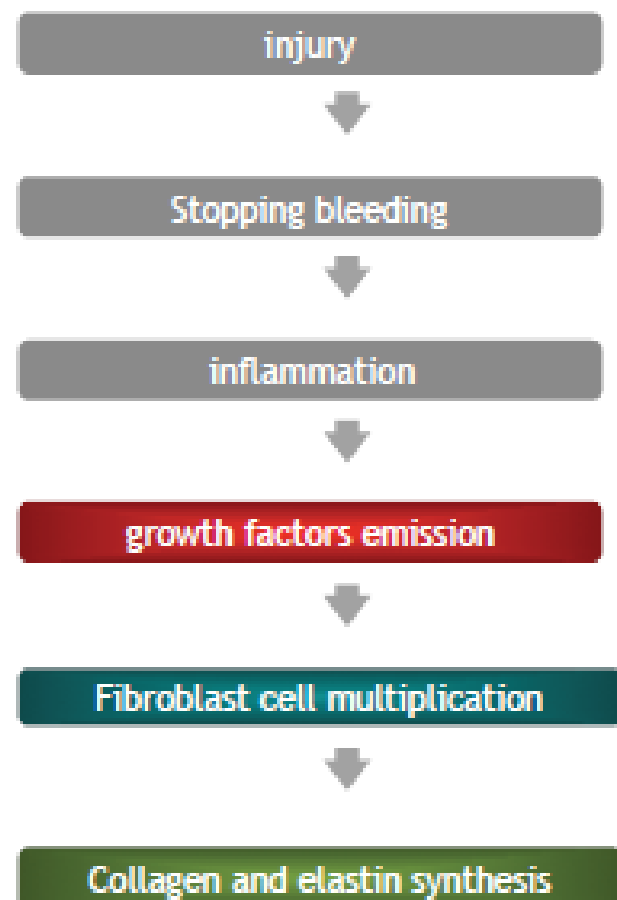 injury
Stopping bleeding
inflammation
growth factors emission
Fibroblast cell multiplication
Collagen and elastin synthesis